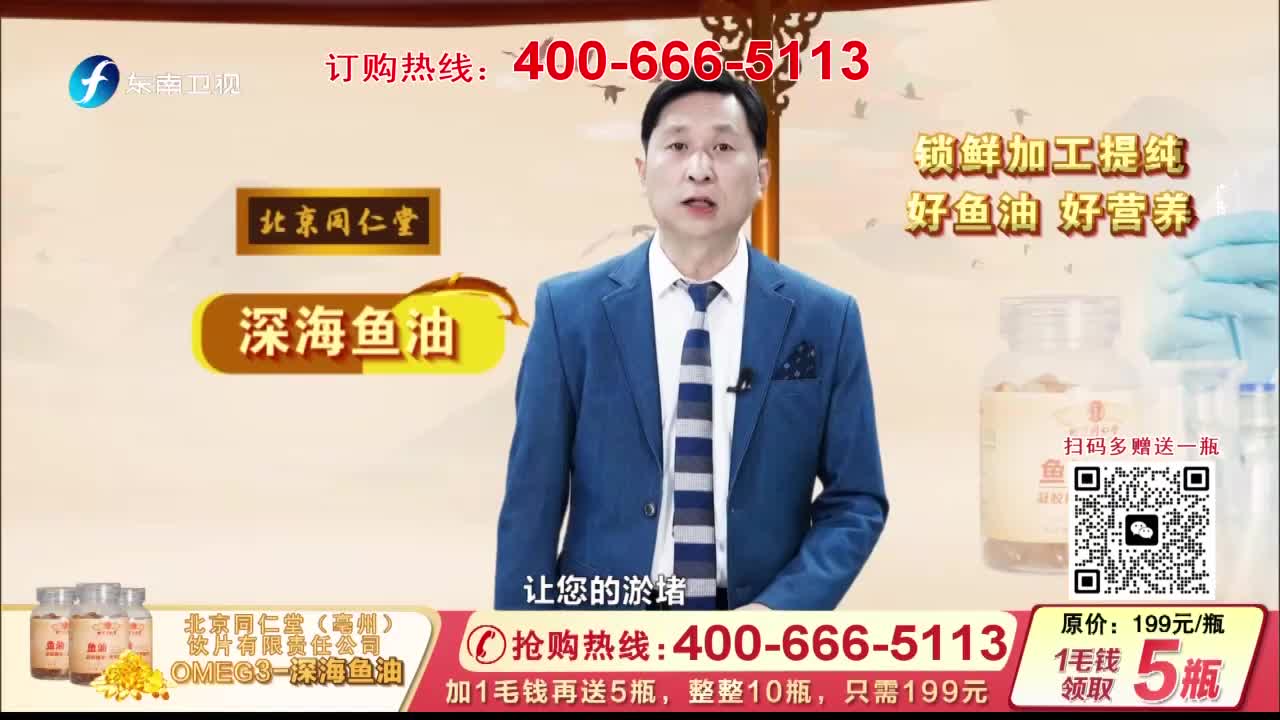 订购热线：400-666-5113
东南卫视
锁鲜加工提纯
好鱼油 好营养
北京同仁堂
深海鱼油
扫码多赠送一瓶
让您的淤堵
北京同仁堂（亳州）
饮片有限责任公司
OMEG3-深海鱼油
抢购热线：400-666-5113
加1毛钱再送5瓶，整整10瓶，只需199元
原价：199元/瓶
1毛钱
领取
5瓶